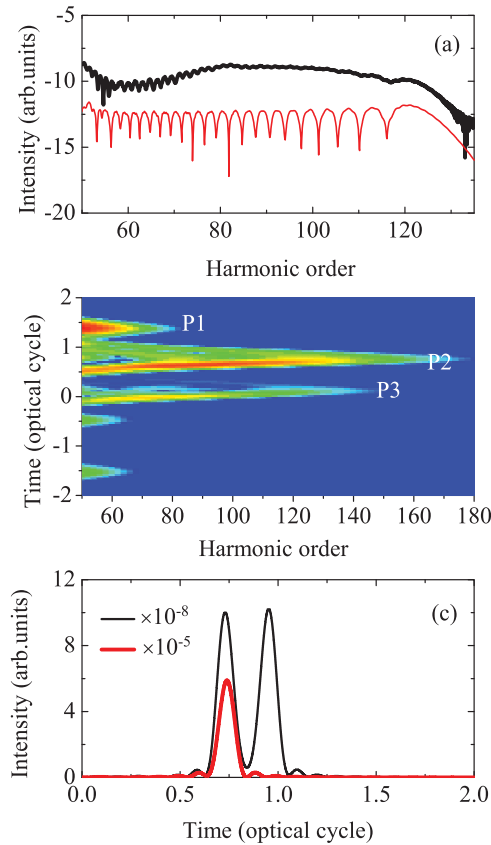 -5
(a)
-10
-15
-20
Intensity (arb.units)
60 80 100 120
Harmonic order
2
P1
1
P2
0
P3
-1
-2
Time (optical cycle)
60 80 100 120 140 160 180
Harmonic order
12
(c)
×10-8
×10-5
8
4
0
Intensity (arb.units)
0.0 0.5 1.0 1.5 2.0
Time (optical cycle)